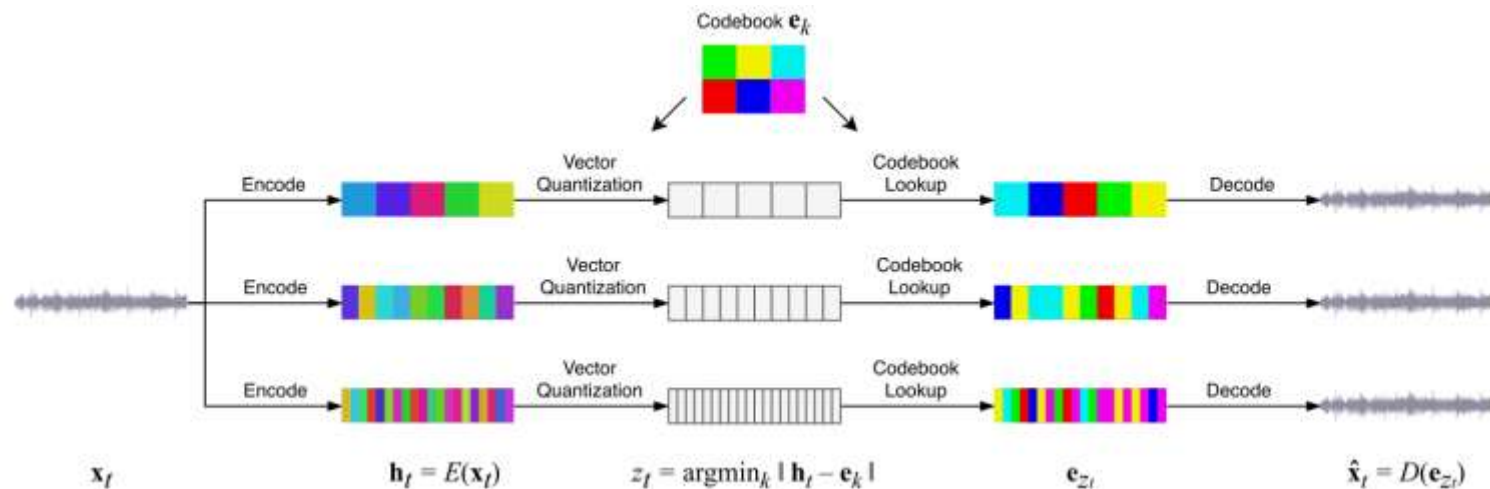 Codebook e_k
Encode
Vector
Quantization
Codebook
Lookup
Decode
Encode
Vector
Quantization
Codebook
Lookup
Decode
Encode
Vector
Quantization
Codebook
Lookup
Decode
x_t
h_t = E(x_t)
z_t = argmin_k | h_t – e_k |
e_{z_t}
x̂_t = D(e_{z_t})